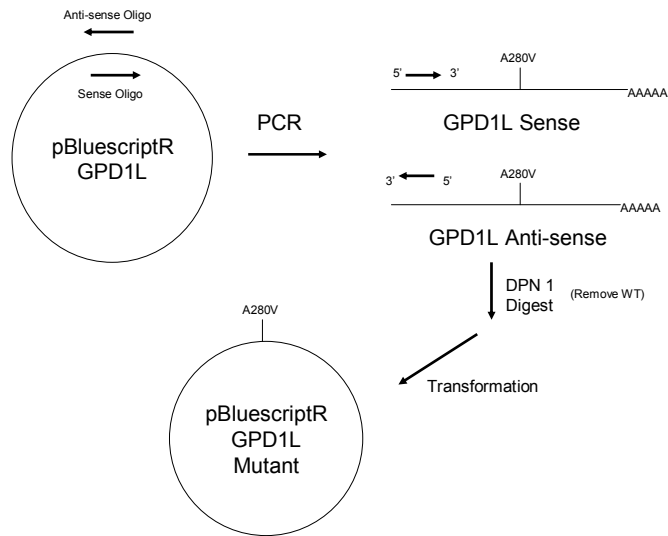 Anti-sense Oligo
Sense Oligo
pBluescriptR
GPD1L
PCR
A280V
5’ 3’
AAAAA
GPD1L Sense
A280V
3’ 5’
AAAAA
GPD1L Anti-sense
DPN 1
Digest
(Remove WT)
Transformation
A280V
pBluescriptR
GPD1L
Mutant